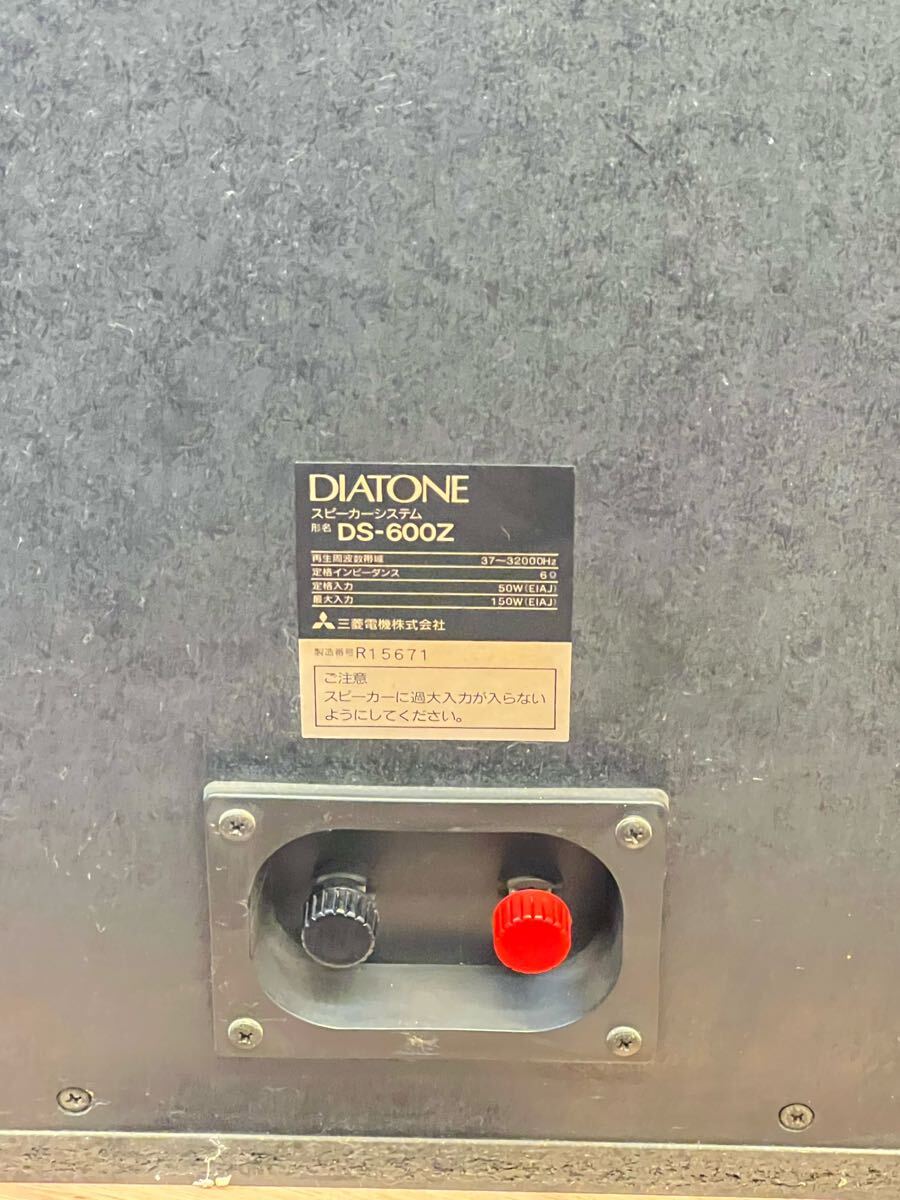 DIATONE
スピーカーシステム
形名 DS-600Z
再生周波数帯域 37〜32000Hz
定格インピーダンス 6Ω
定格入力 50W(EIAJ)
最大入力 150W(EIAJ)
三菱電機株式会社
製造番号 R15671
ご注意
スピーカーに過大入力が入らない
ようにしてください。